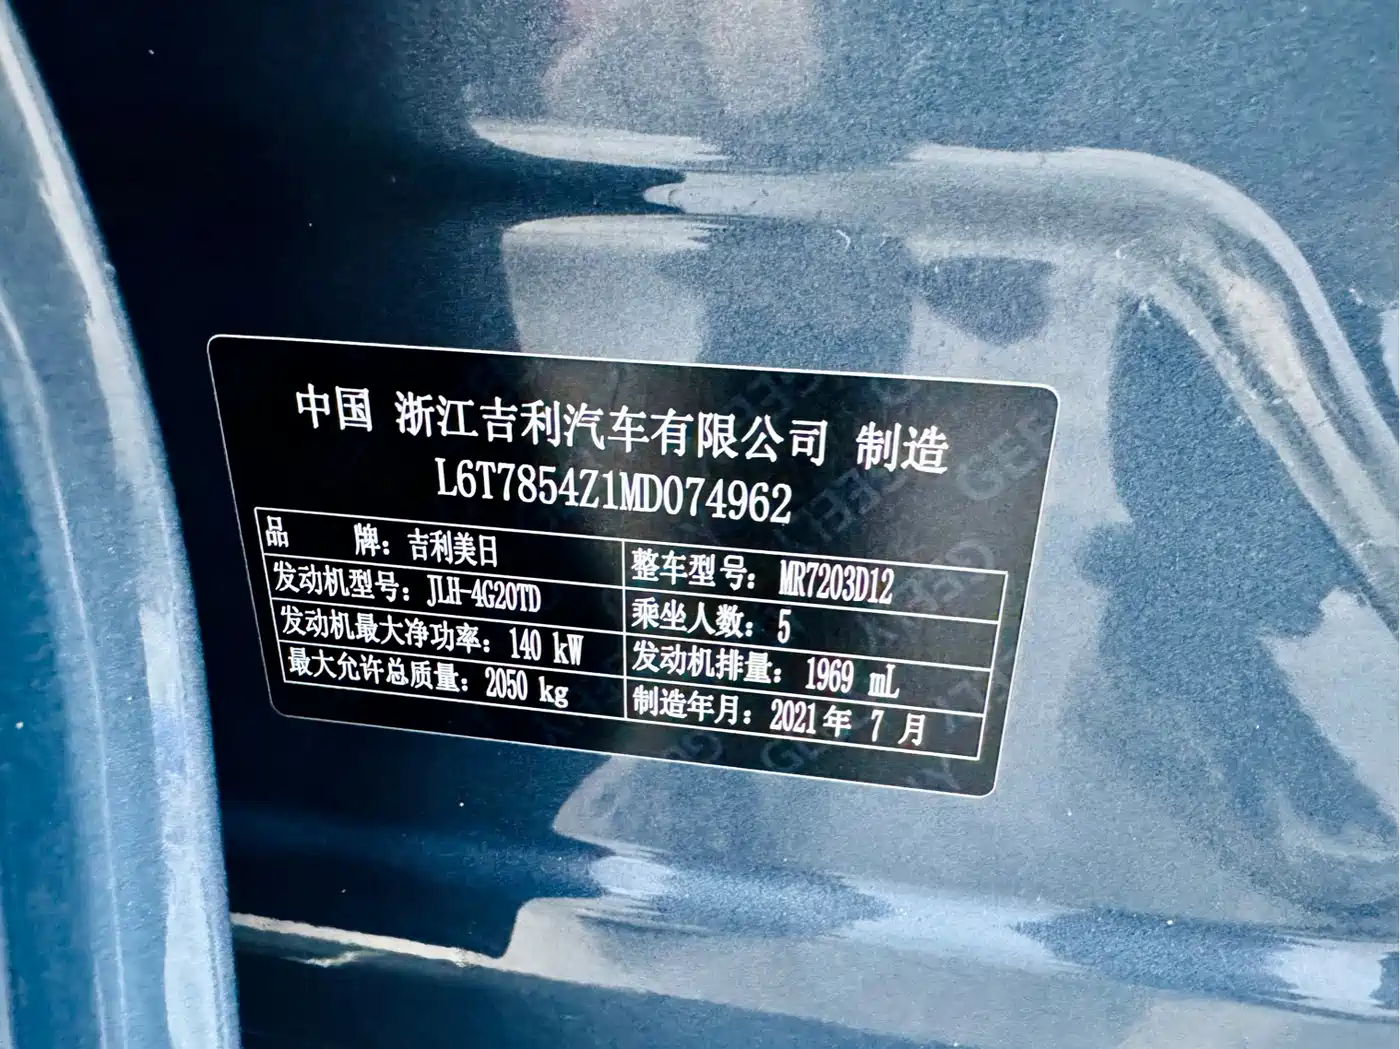 中国 浙江吉利汽车有限公司 制造
L6T7854Z1MD074962
品 牌：吉利美日 整车型号：MR7203D12
发动机型号：JLH-4G20TD 乘坐人数：5
发动机最大净功率：140 kW 发动机排量：1969 mL
最大允许总质量：2050 kg 制造年月：2021年 7 月